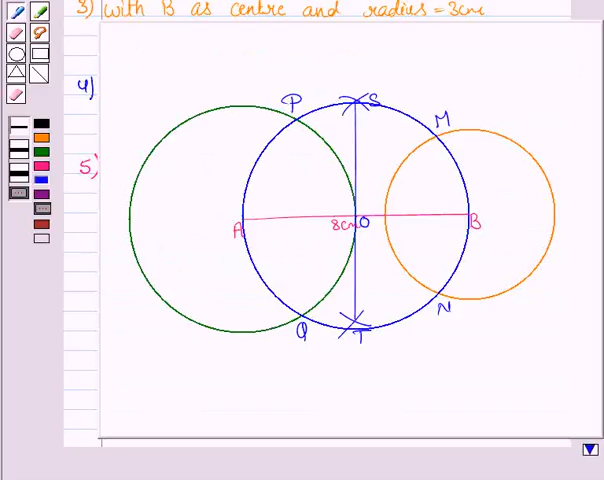 3) with B as centre and radius = 3cm
4)
P S M
5)
A 8cm O B
Q T N